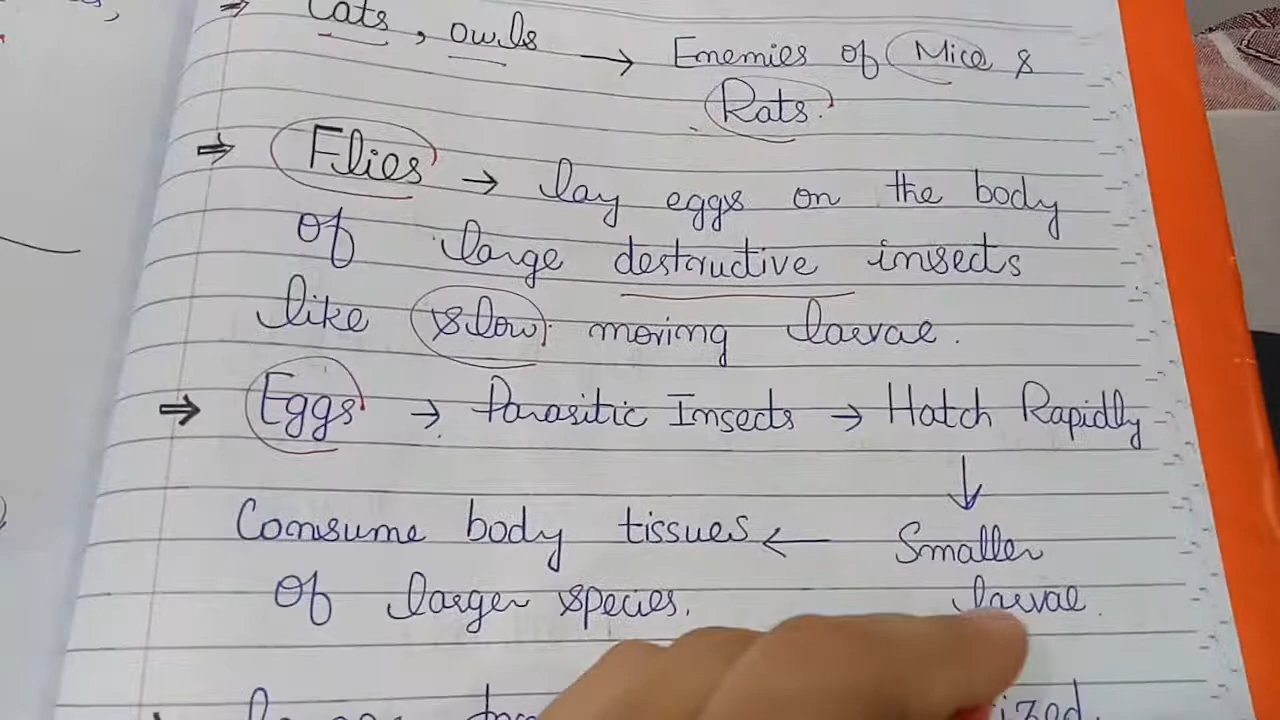 ⇒ Cats, owls → Enemies of Mice &
Rats.
⇒ Flies → lay eggs on the body
of large destructive insects
like slow moving larvae.
⇒ Eggs → Parasitic Insects → Hatch Rapidly
↓
Consume body tissues ← Smaller
of larger species. larvae.